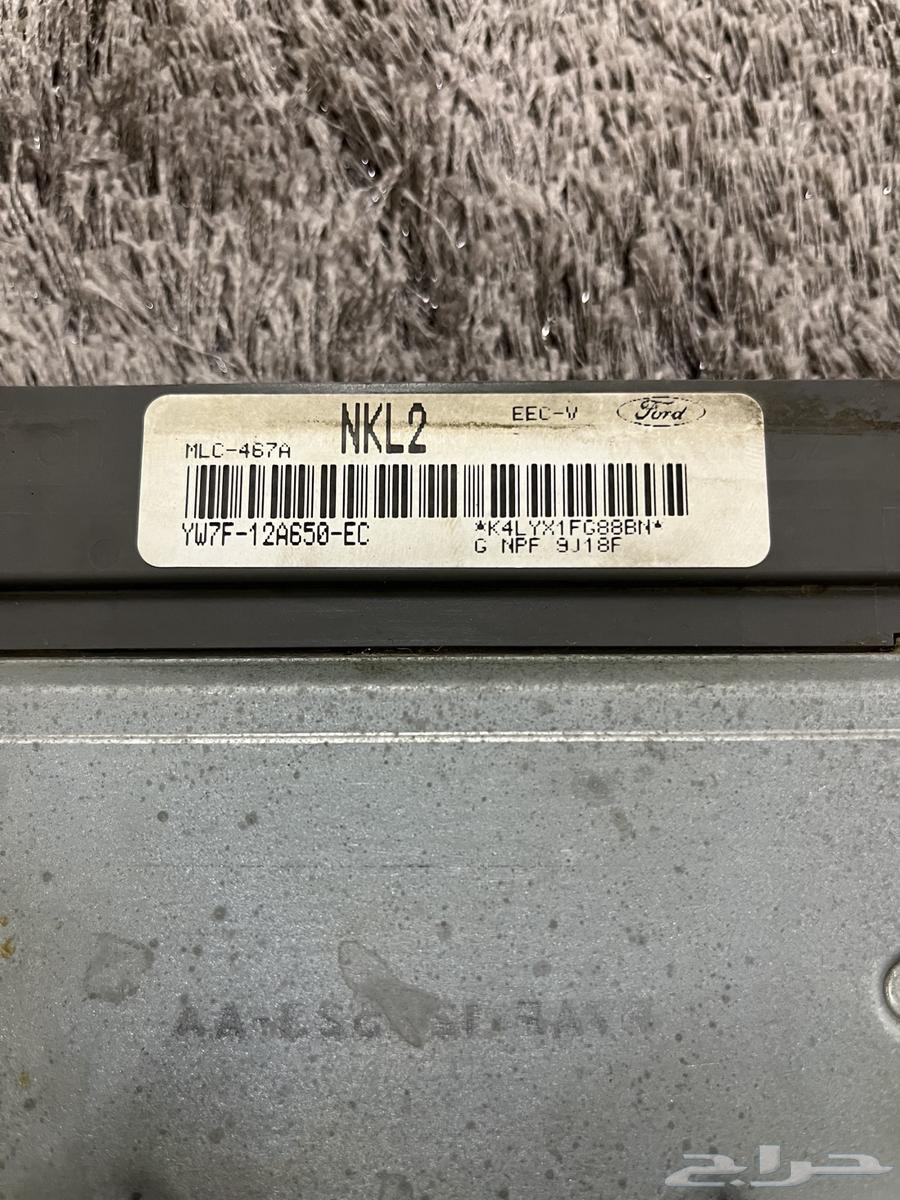 NKL2 EEC-V Ford
MLC-467A
YW7F-12A650-EC *K4LYX1FG88BN*
G NPF 9J18F
حراج